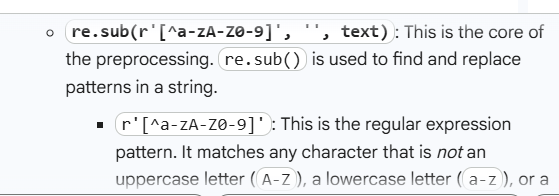 re.sub(r'[^a-zA-Z0-9]', '', text): This is the core of
the preprocessing. re.sub() is used to find and replace
patterns in a string.
r'[^a-zA-Z0-9]': This is the regular expression
pattern. It matches any character that is not an
uppercase letter (A-Z), a lowercase letter (a-z), or a